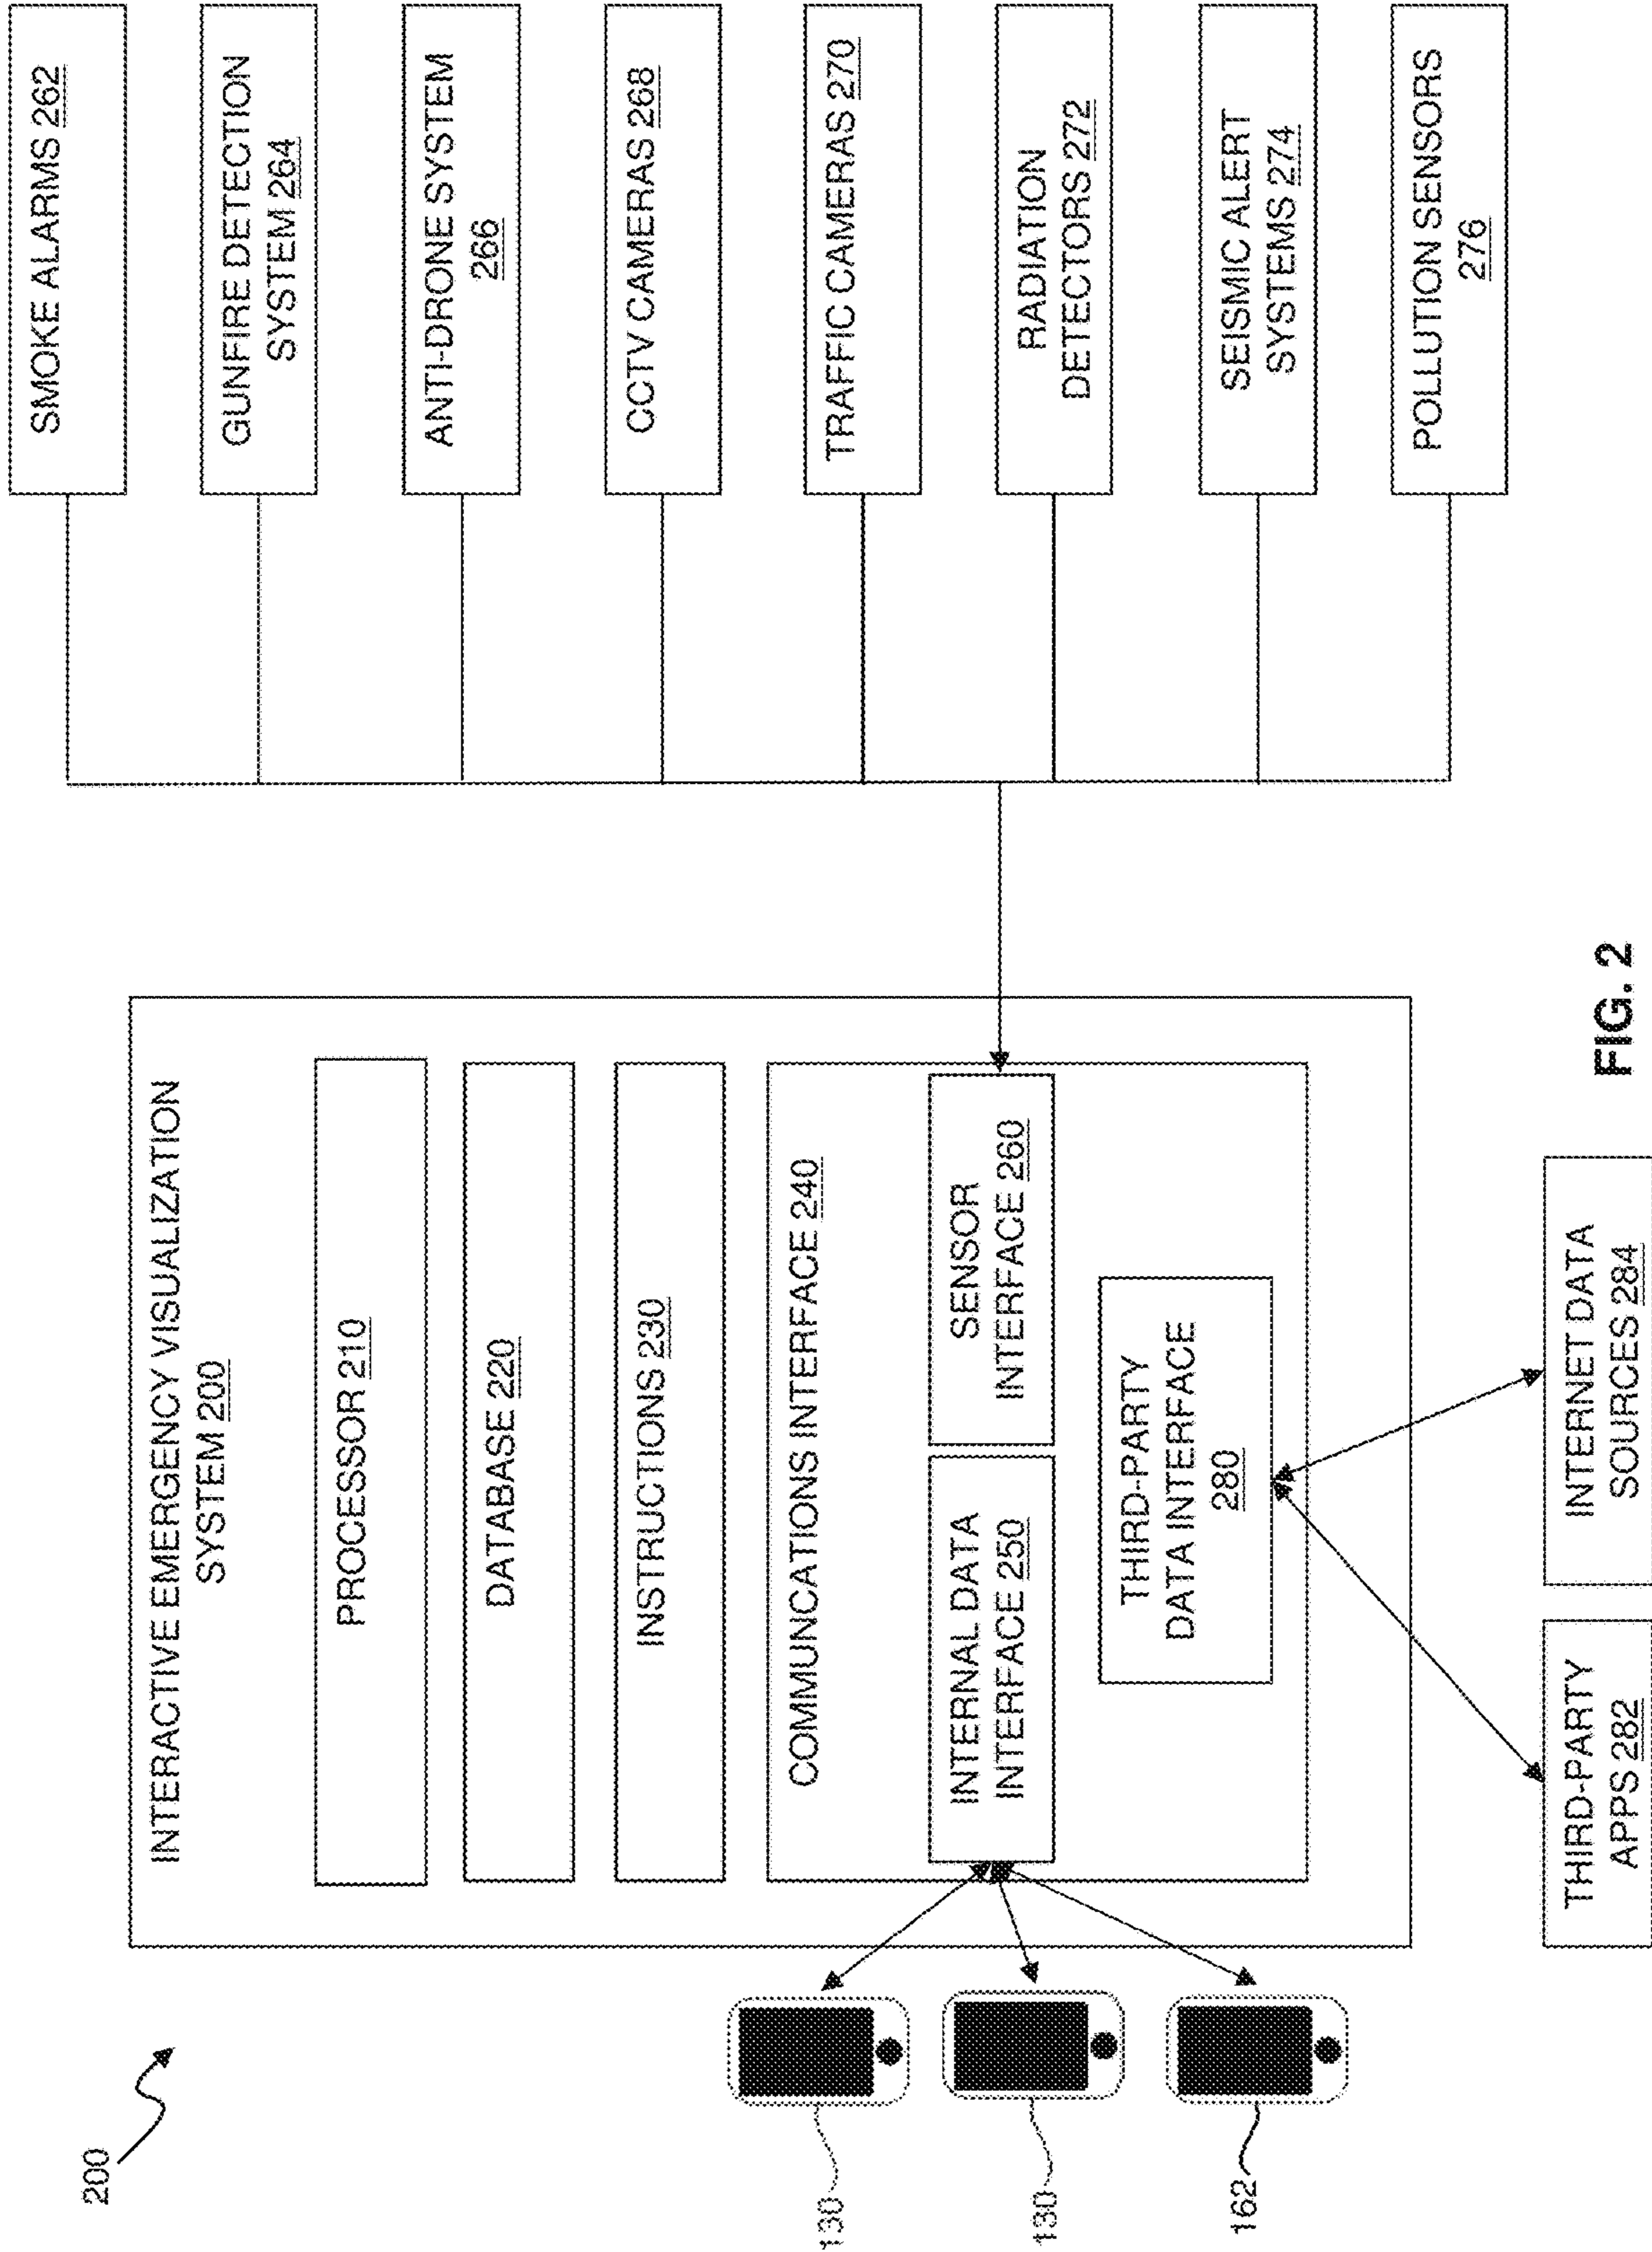 200
INTERACTIVE EMERGENCY VISUALIZATION
SYSTEM 200
PROCESSOR 210
DATABASE 220
INSTRUCTIONS 230
COMMUNICATIONS INTERFACE 240
INTERNAL DATA
INTERFACE 250
SENSOR
INTERFACE 260
THIRD-PARTY
DATA INTERFACE
280
130
130
162
THIRD-PARTY
APPS 282
INTERNET DATA
SOURCES 284
SMOKE ALARMS 262
GUNFIRE DETECTION
SYSTEM 264
ANTI-DRONE SYSTEM
266
CCTV CAMERAS 268
TRAFFIC CAMERAS 270
RADIATION
DETECTORS 272
SEISMIC ALERT
SYSTEMS 274
POLLUTION SENSORS
276
FIG. 2